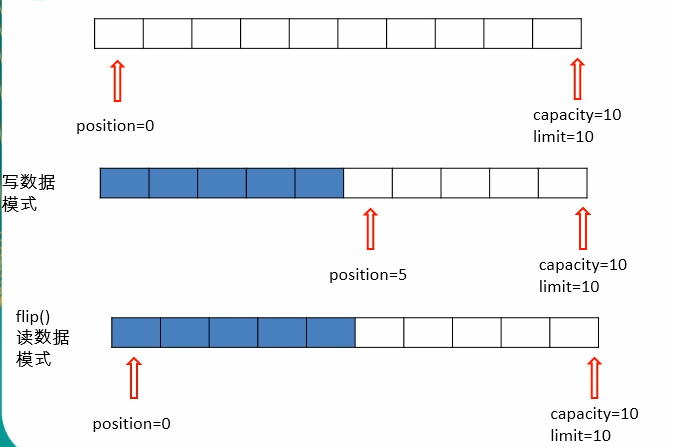 position=0
capacity=10
limit=10
写数据
模式
position=5
capacity=10
limit=10
flip()
读数据
模式
position=0
capacity=10
limit=10